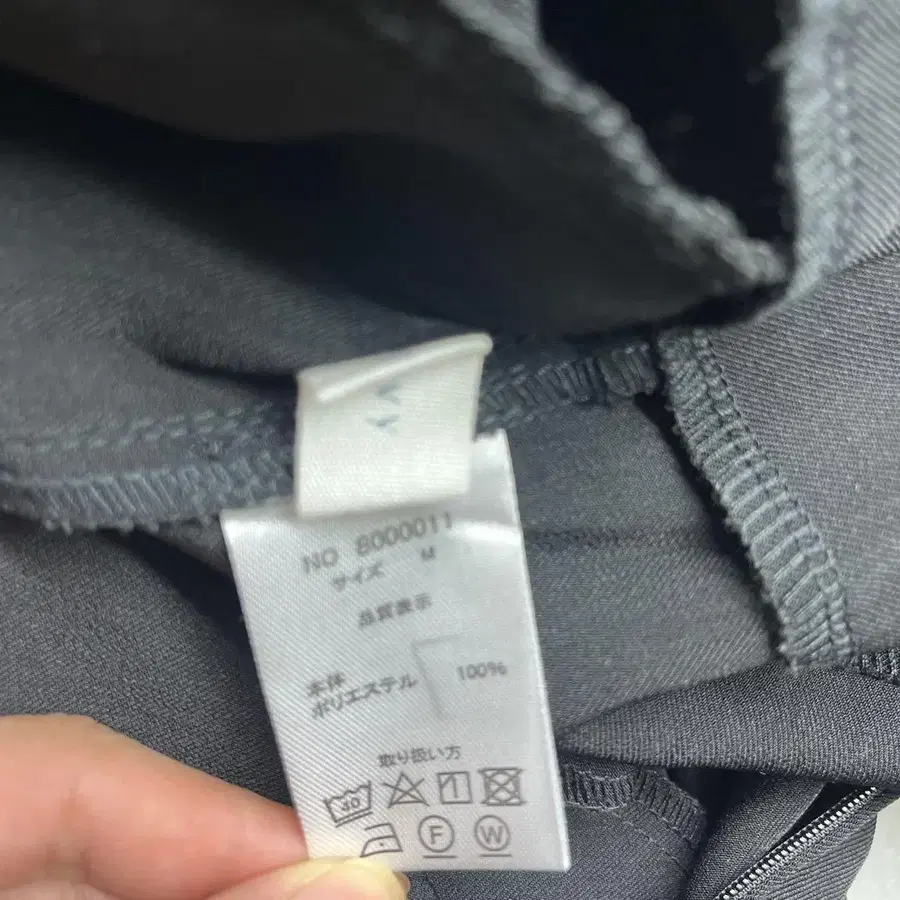 NO 8000011
サイズ M
品質表示
本体
ポリエステル 100%
取り扱い方
40
F W